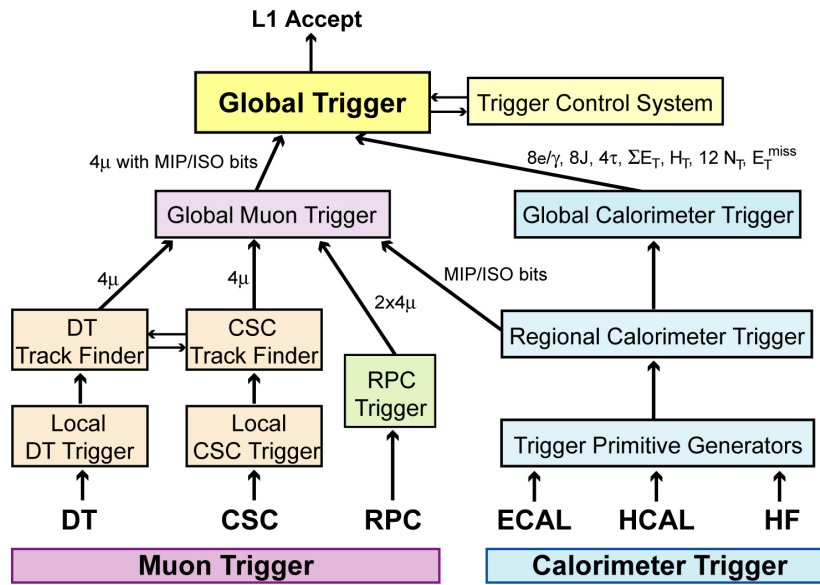 L1 Accept
Global Trigger
Trigger Control System
4μ with MIP/ISO bits
8e/γ, 8J, 4τ, ΣE_T, H_T, 12 N_T, E_T^miss
Global Muon Trigger
Global Calorimeter Trigger
4μ
4μ
2x4μ
MIP/ISO bits
DT
Track Finder
CSC
Track Finder
Regional Calorimeter Trigger
RPC
Trigger
Local
DT Trigger
Local
CSC Trigger
Trigger Primitive Generators
DT
CSC
RPC
ECAL
HCAL
HF
Muon Trigger
Calorimeter Trigger